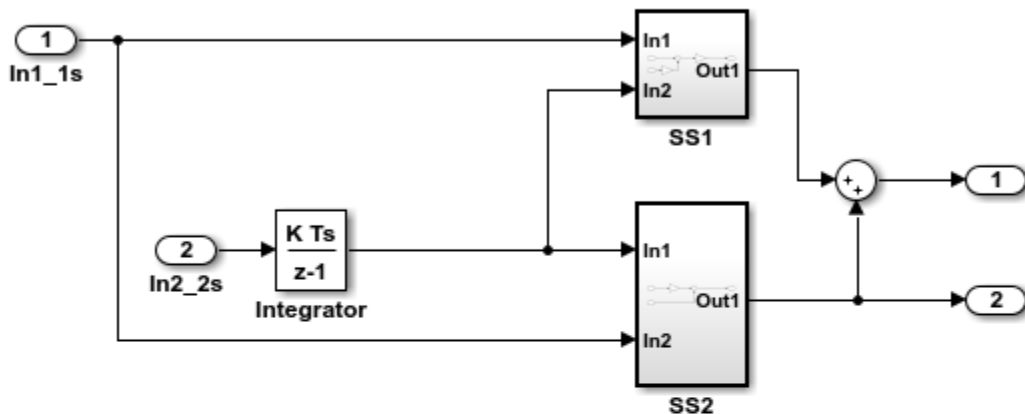 1
In1_1s
In1
Out1
In2
SS1
1
2
In2_2s
K Ts
z-1
Integrator
In1
Out1
In2
SS2
+
+
2